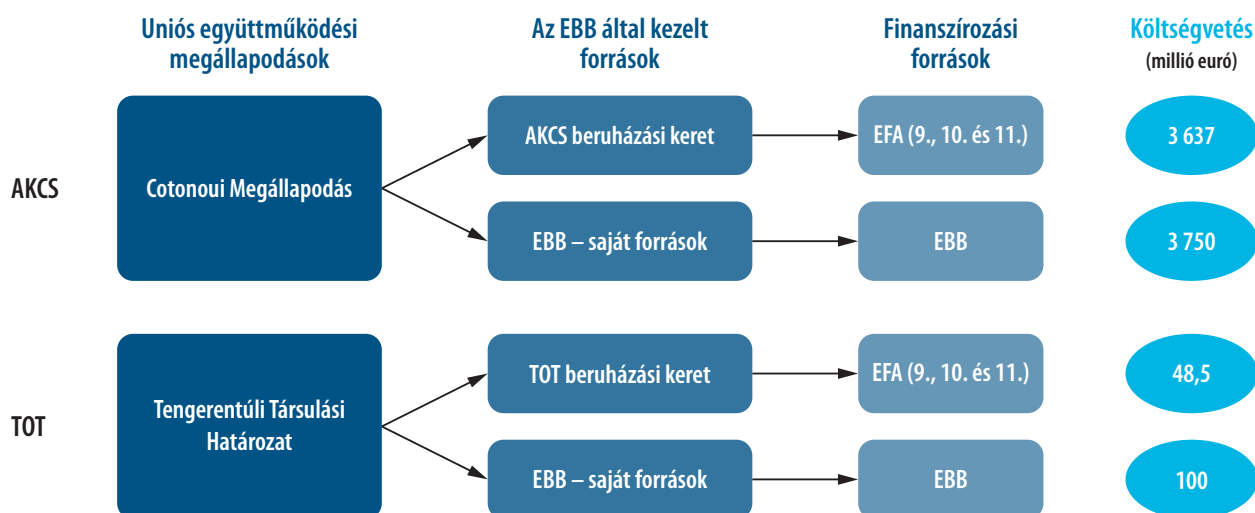 Uniós együttműködési
megállapodások
Az EBB által kezelt
források
Finanszírozási
források
Költségvetés
(millió euró)
AKCS
Cotonoui Megállapodás
AKCS beruházási keret
EFA (9., 10. és 11.)
3 637
EBB – saját források
EBB
3 750
TOT
Tengerentúli Társulási
Határozat
TOT beruházási keret
EFA (9., 10. és 11.)
48,5
EBB – saját források
EBB
100